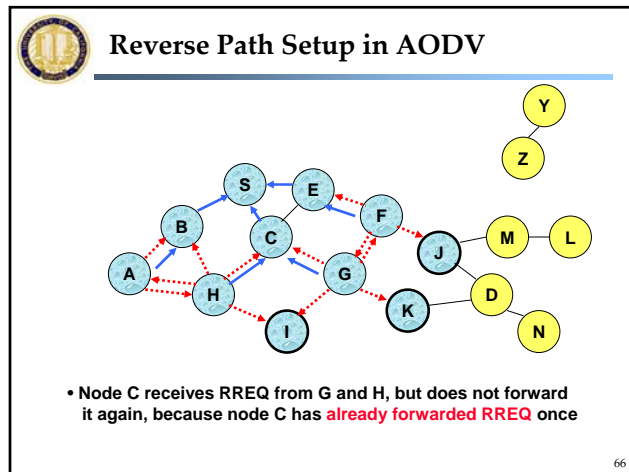 Reverse Path Setup in AODV
Y
Z
S
E
F
B
C
J
M
L
A
H
G
D
K
I
N
• Node C receives RREQ from G and H, but does not forward
it again, because node C has already forwarded RREQ once
66